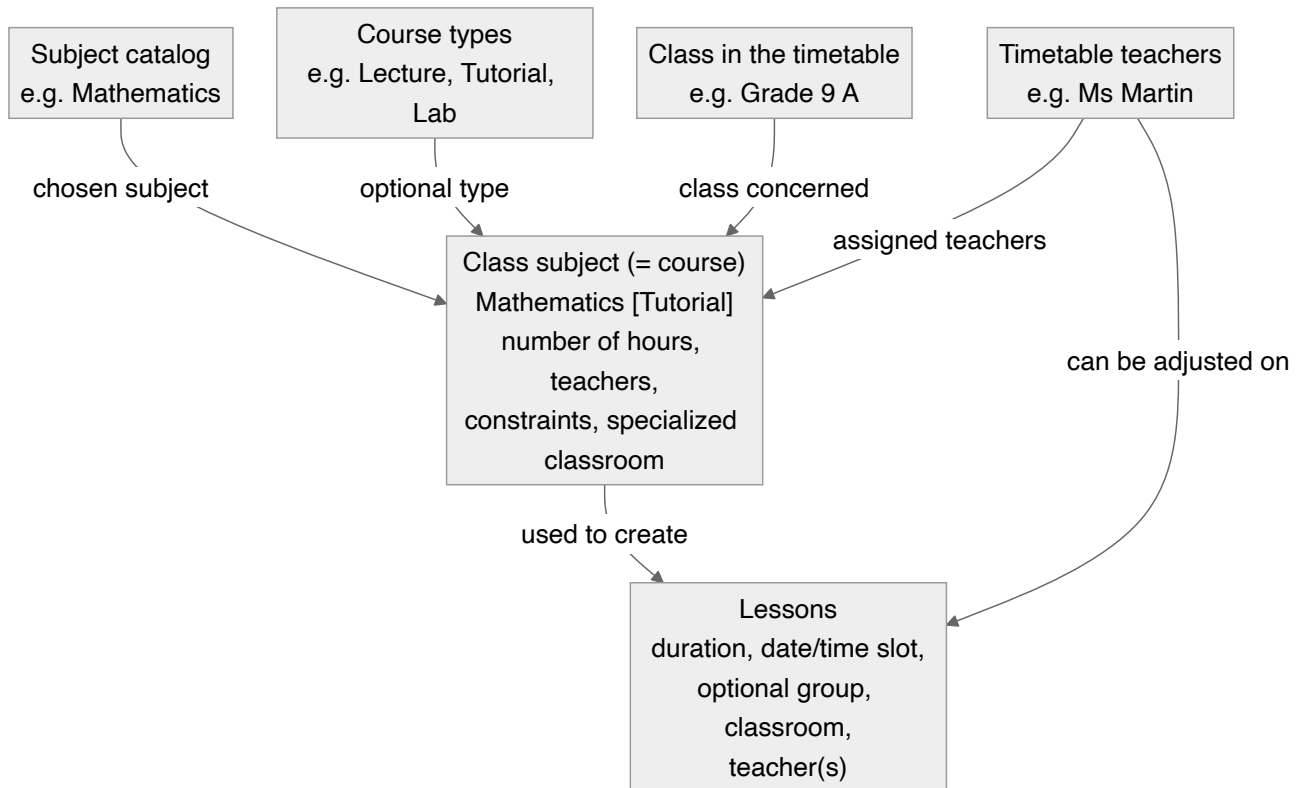 Subject catalog
e.g. Mathematics
Course types
e.g. Lecture, Tutorial,
Lab
Class in the timetable
e.g. Grade 9 A
Timetable teachers
e.g. Ms Martin
chosen subject
optional type
class concerned
assigned teachers
Class subject (= course)
Mathematics [Tutorial]
number of hours,
teachers,
constraints, specialized
classroom
can be adjusted on
used to create
Lessons
duration, date/time slot,
optional group,
classroom,
teacher(s)